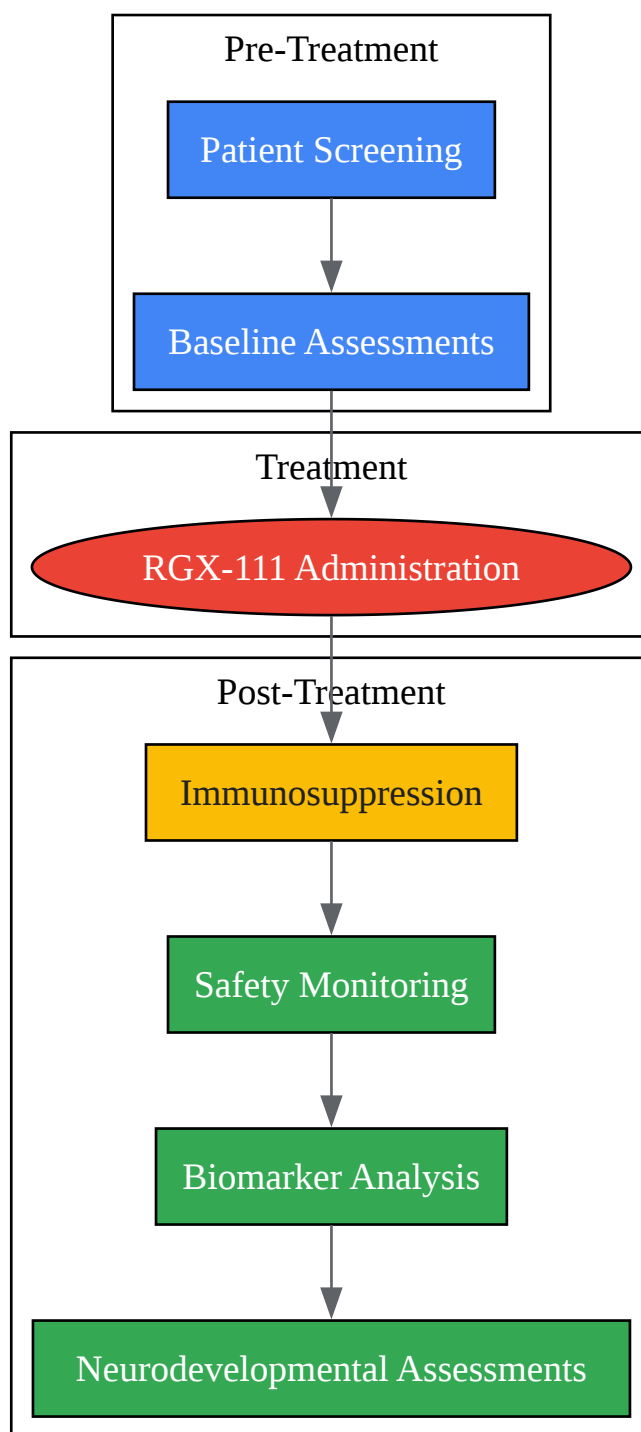 Pre-Treatment
Patient Screening
Baseline Assessments
Treatment
RGX-111 Administration
Post-Treatment
Immunosuppression
Safety Monitoring
Biomarker Analysis
Neurodevelopmental Assessments